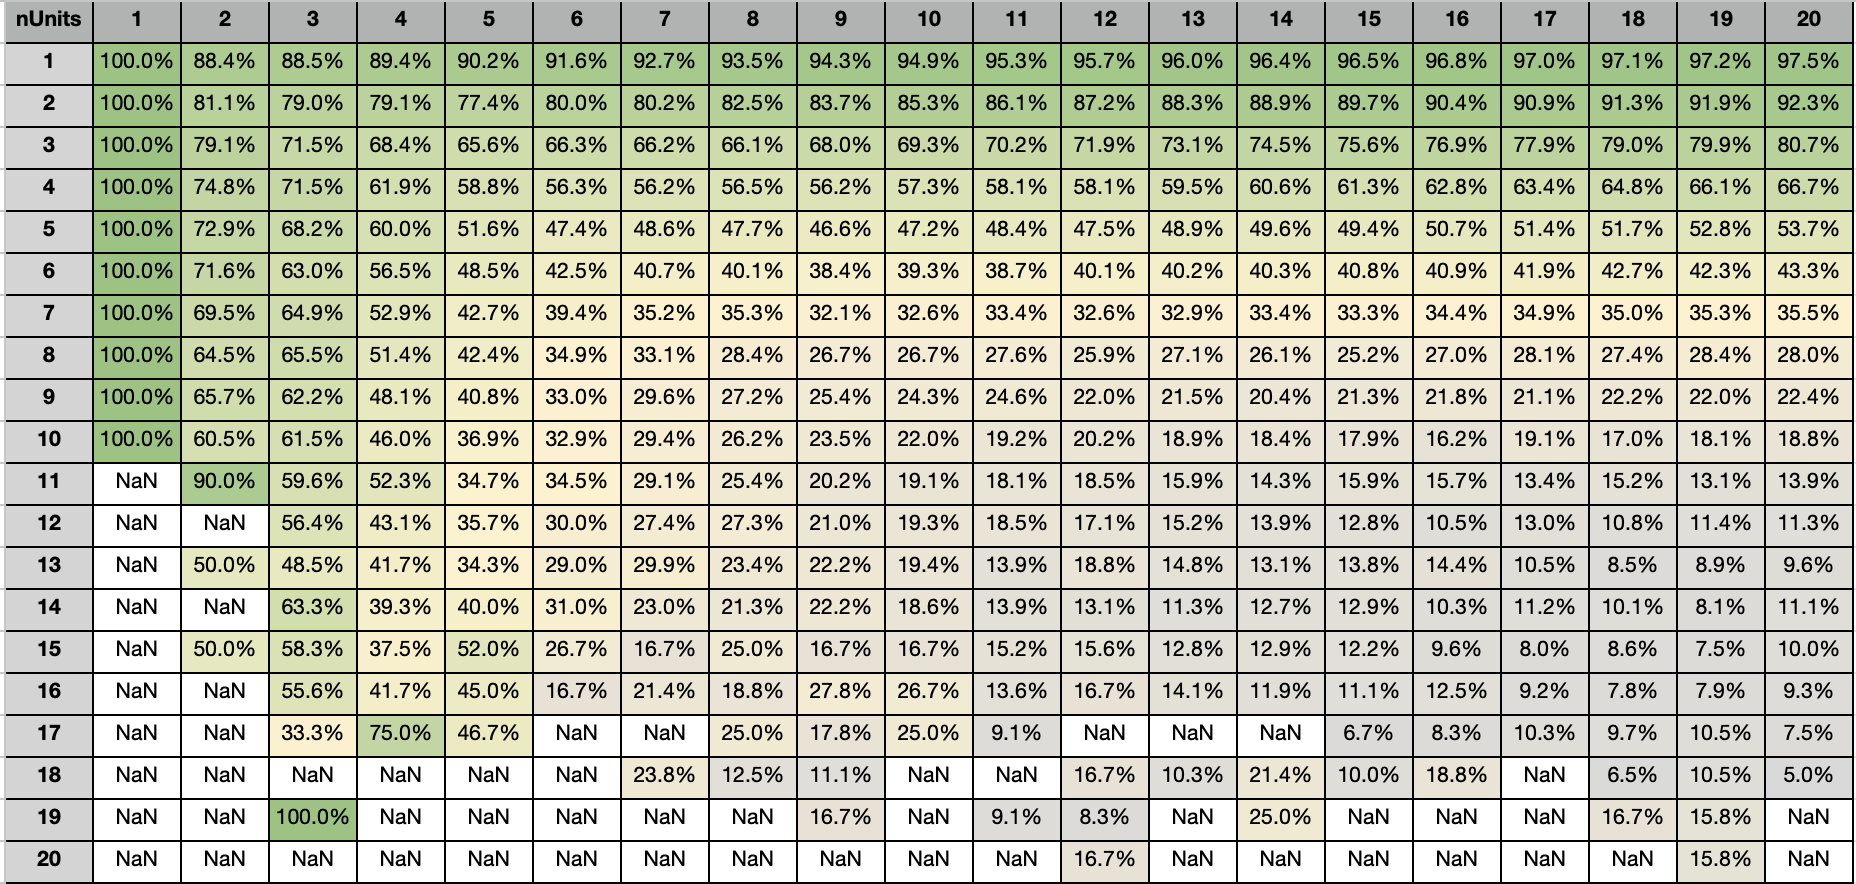 nUnits 1 2 3 4 5 6 7 8 9 10 11 12 13 14 15 16 17 18 19 20
1 100.0% 88.4% 88.5% 89.4% 90.2% 91.6% 92.7% 93.5% 94.3% 94.9% 95.3% 95.7% 96.0% 96.4% 96.5% 96.8% 97.0% 97.1% 97.2% 97.5%
2 100.0% 81.1% 79.0% 79.1% 77.4% 80.0% 80.2% 82.5% 83.7% 85.3% 86.1% 87.2% 88.3% 88.9% 89.7% 90.4% 90.9% 91.3% 91.9% 92.3%
3 100.0% 79.1% 71.5% 68.4% 65.6% 66.3% 66.2% 66.1% 68.0% 69.3% 70.2% 71.9% 73.1% 74.5% 75.6% 76.9% 77.9% 79.0% 79.9% 80.7%
4 100.0% 74.8% 71.5% 61.9% 58.8% 56.3% 56.2% 56.5% 56.2% 57.3% 58.1% 58.1% 59.5% 60.6% 61.3% 62.8% 63.4% 64.8% 66.1% 66.7%
5 100.0% 72.9% 68.2% 60.0% 51.6% 47.4% 48.6% 47.7% 46.6% 47.2% 48.4% 47.5% 48.9% 49.6% 49.4% 50.7% 51.4% 51.7% 52.8% 53.7%
6 100.0% 71.6% 63.0% 56.5% 48.5% 42.5% 40.7% 40.1% 38.4% 39.3% 38.7% 40.1% 40.2% 40.3% 40.8% 40.9% 41.9% 42.7% 42.3% 43.3%
7 100.0% 69.5% 64.9% 52.9% 42.7% 39.4% 35.2% 35.3% 32.1% 32.6% 33.4% 32.6% 32.9% 33.4% 33.3% 34.4% 34.9% 35.0% 35.3% 35.5%
8 100.0% 64.5% 65.5% 51.4% 42.4% 34.9% 33.1% 28.4% 26.7% 26.7% 27.6% 25.9% 27.1% 26.1% 25.2% 27.0% 28.1% 27.4% 28.4% 28.0%
9 100.0% 65.7% 62.2% 48.1% 40.8% 33.0% 29.6% 27.2% 25.4% 24.3% 24.6% 22.0% 21.5% 20.4% 21.3% 21.8% 21.1% 22.2% 22.0% 22.4%
10 100.0% 60.5% 61.5% 46.0% 36.9% 32.9% 29.4% 26.2% 23.5% 22.0% 19.2% 20.2% 18.9% 18.4% 17.9% 16.2% 19.1% 17.0% 18.1% 18.8%
11 NaN 90.0% 59.6% 52.3% 34.7% 34.5% 29.1% 25.4% 20.2% 19.1% 18.1% 18.5% 15.9% 14.3% 15.9% 15.7% 13.4% 15.2% 13.1% 13.9%
12 NaN NaN 56.4% 43.1% 35.7% 30.0% 27.4% 27.3% 21.0% 19.3% 18.5% 17.1% 15.2% 13.9% 12.8% 10.5% 13.0% 10.8% 11.4% 11.3%
13 NaN 50.0% 48.5% 41.7% 34.3% 29.0% 29.9% 23.4% 22.2% 19.4% 13.9% 18.8% 14.8% 13.1% 13.8% 14.4% 10.5% 8.5% 8.9% 9.6%
14 NaN NaN 63.3% 39.3% 40.0% 31.0% 23.0% 21.3% 22.2% 18.6% 13.9% 13.1% 11.3% 12.7% 12.9% 10.3% 11.2% 10.1% 8.1% 11.1%
15 NaN 50.0% 58.3% 37.5% 52.0% 26.7% 16.7% 25.0% 16.7% 16.7% 15.2% 15.6% 12.8% 12.9% 12.2% 9.6% 8.0% 8.6% 7.5% 10.0%
16 NaN NaN 55.6% 41.7% 45.0% 16.7% 21.4% 18.8% 27.8% 26.7% 13.6% 16.7% 14.1% 11.9% 11.1% 12.5% 9.2% 7.8% 7.9% 9.3%
17 NaN NaN 33.3% 75.0% 46.7% NaN NaN 25.0% 17.8% 25.0% 9.1% NaN NaN NaN 6.7% 8.3% 10.3% 9.7% 10.5% 7.5%
18 NaN NaN NaN NaN NaN NaN 23.8% 12.5% 11.1% NaN NaN 16.7% 10.3% 21.4% 10.0% 18.8% NaN 6.5% 10.5% 5.0%
19 NaN NaN 100.0% NaN NaN NaN NaN NaN 16.7% NaN 9.1% 8.3% NaN 25.0% NaN NaN NaN 16.7% 15.8% NaN
20 NaN NaN NaN NaN NaN NaN NaN NaN NaN NaN NaN 16.7% NaN NaN NaN NaN NaN NaN 15.8% NaN